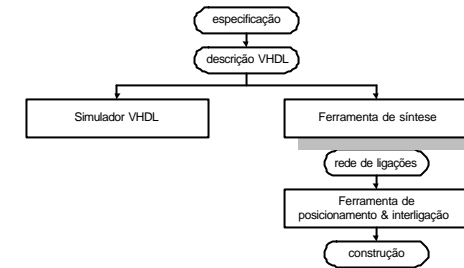 especificação
descrição VHDL
Simulador VHDL
Ferramenta de síntese
rede de ligações
Ferramenta de
posicionamento & interligação
construção